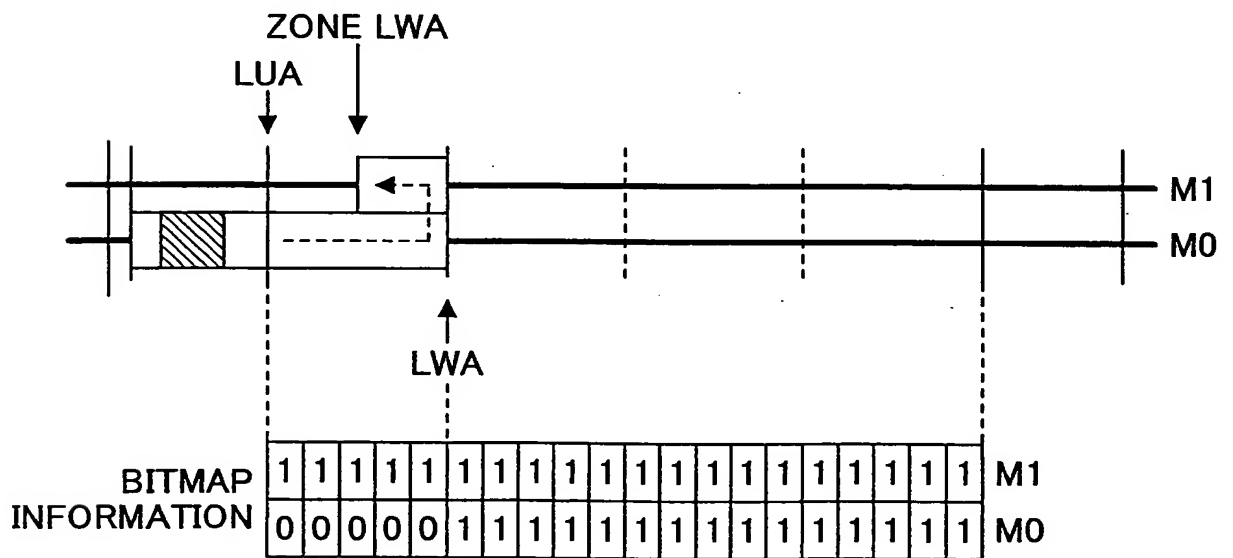 ZONE LWA
LUA
M1
M0
LWA
BITMAP INFORMATION
1 1 1 1 1 1 1 1 1 1 1 1 1 1 1 1 1 1 1 1 M1
0 0 0 0 0 1 1 1 1 1 1 1 1 1 1 1 1 1 1 1 M0